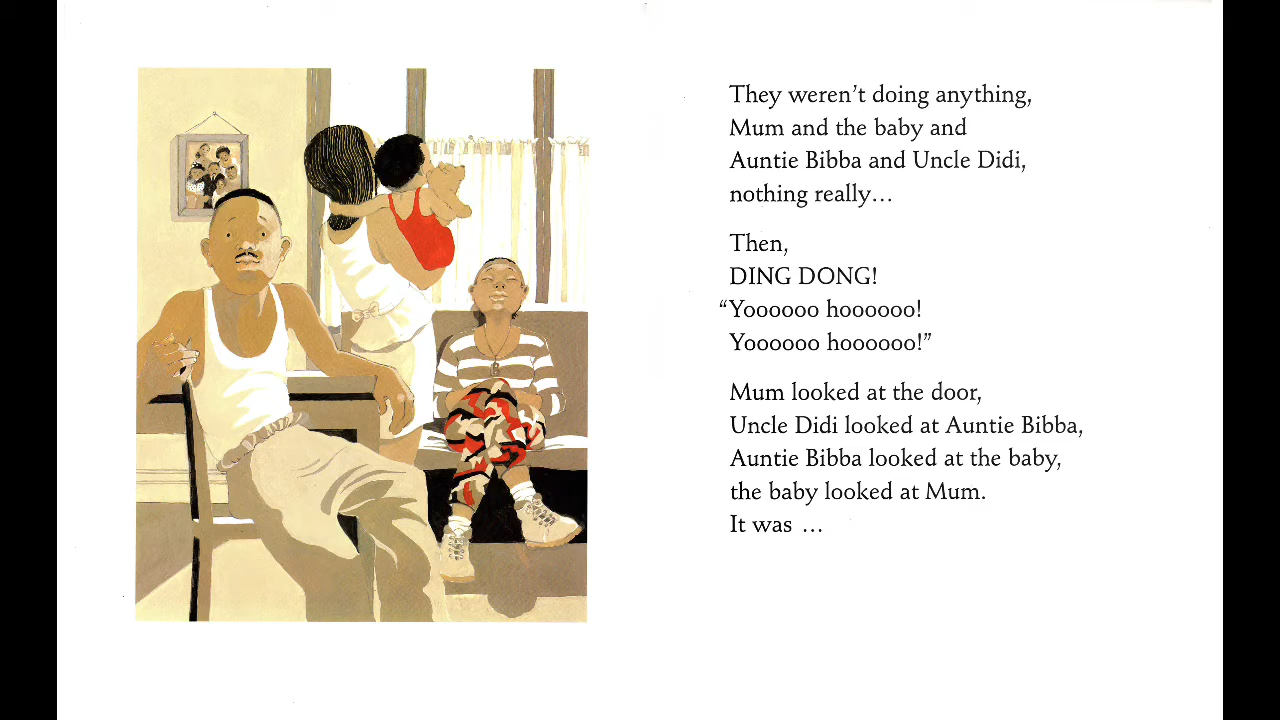 They weren’t doing anything,
Mum and the baby and
Auntie Bibba and Uncle Didi,
nothing really…
Then,
DING DONG!
“Yoooooo hoooooo!
Yoooooo hoooooo!”
Mum looked at the door,
Uncle Didi looked at Auntie Bibba,
Auntie Bibba looked at the baby,
the baby looked at Mum.
It was …